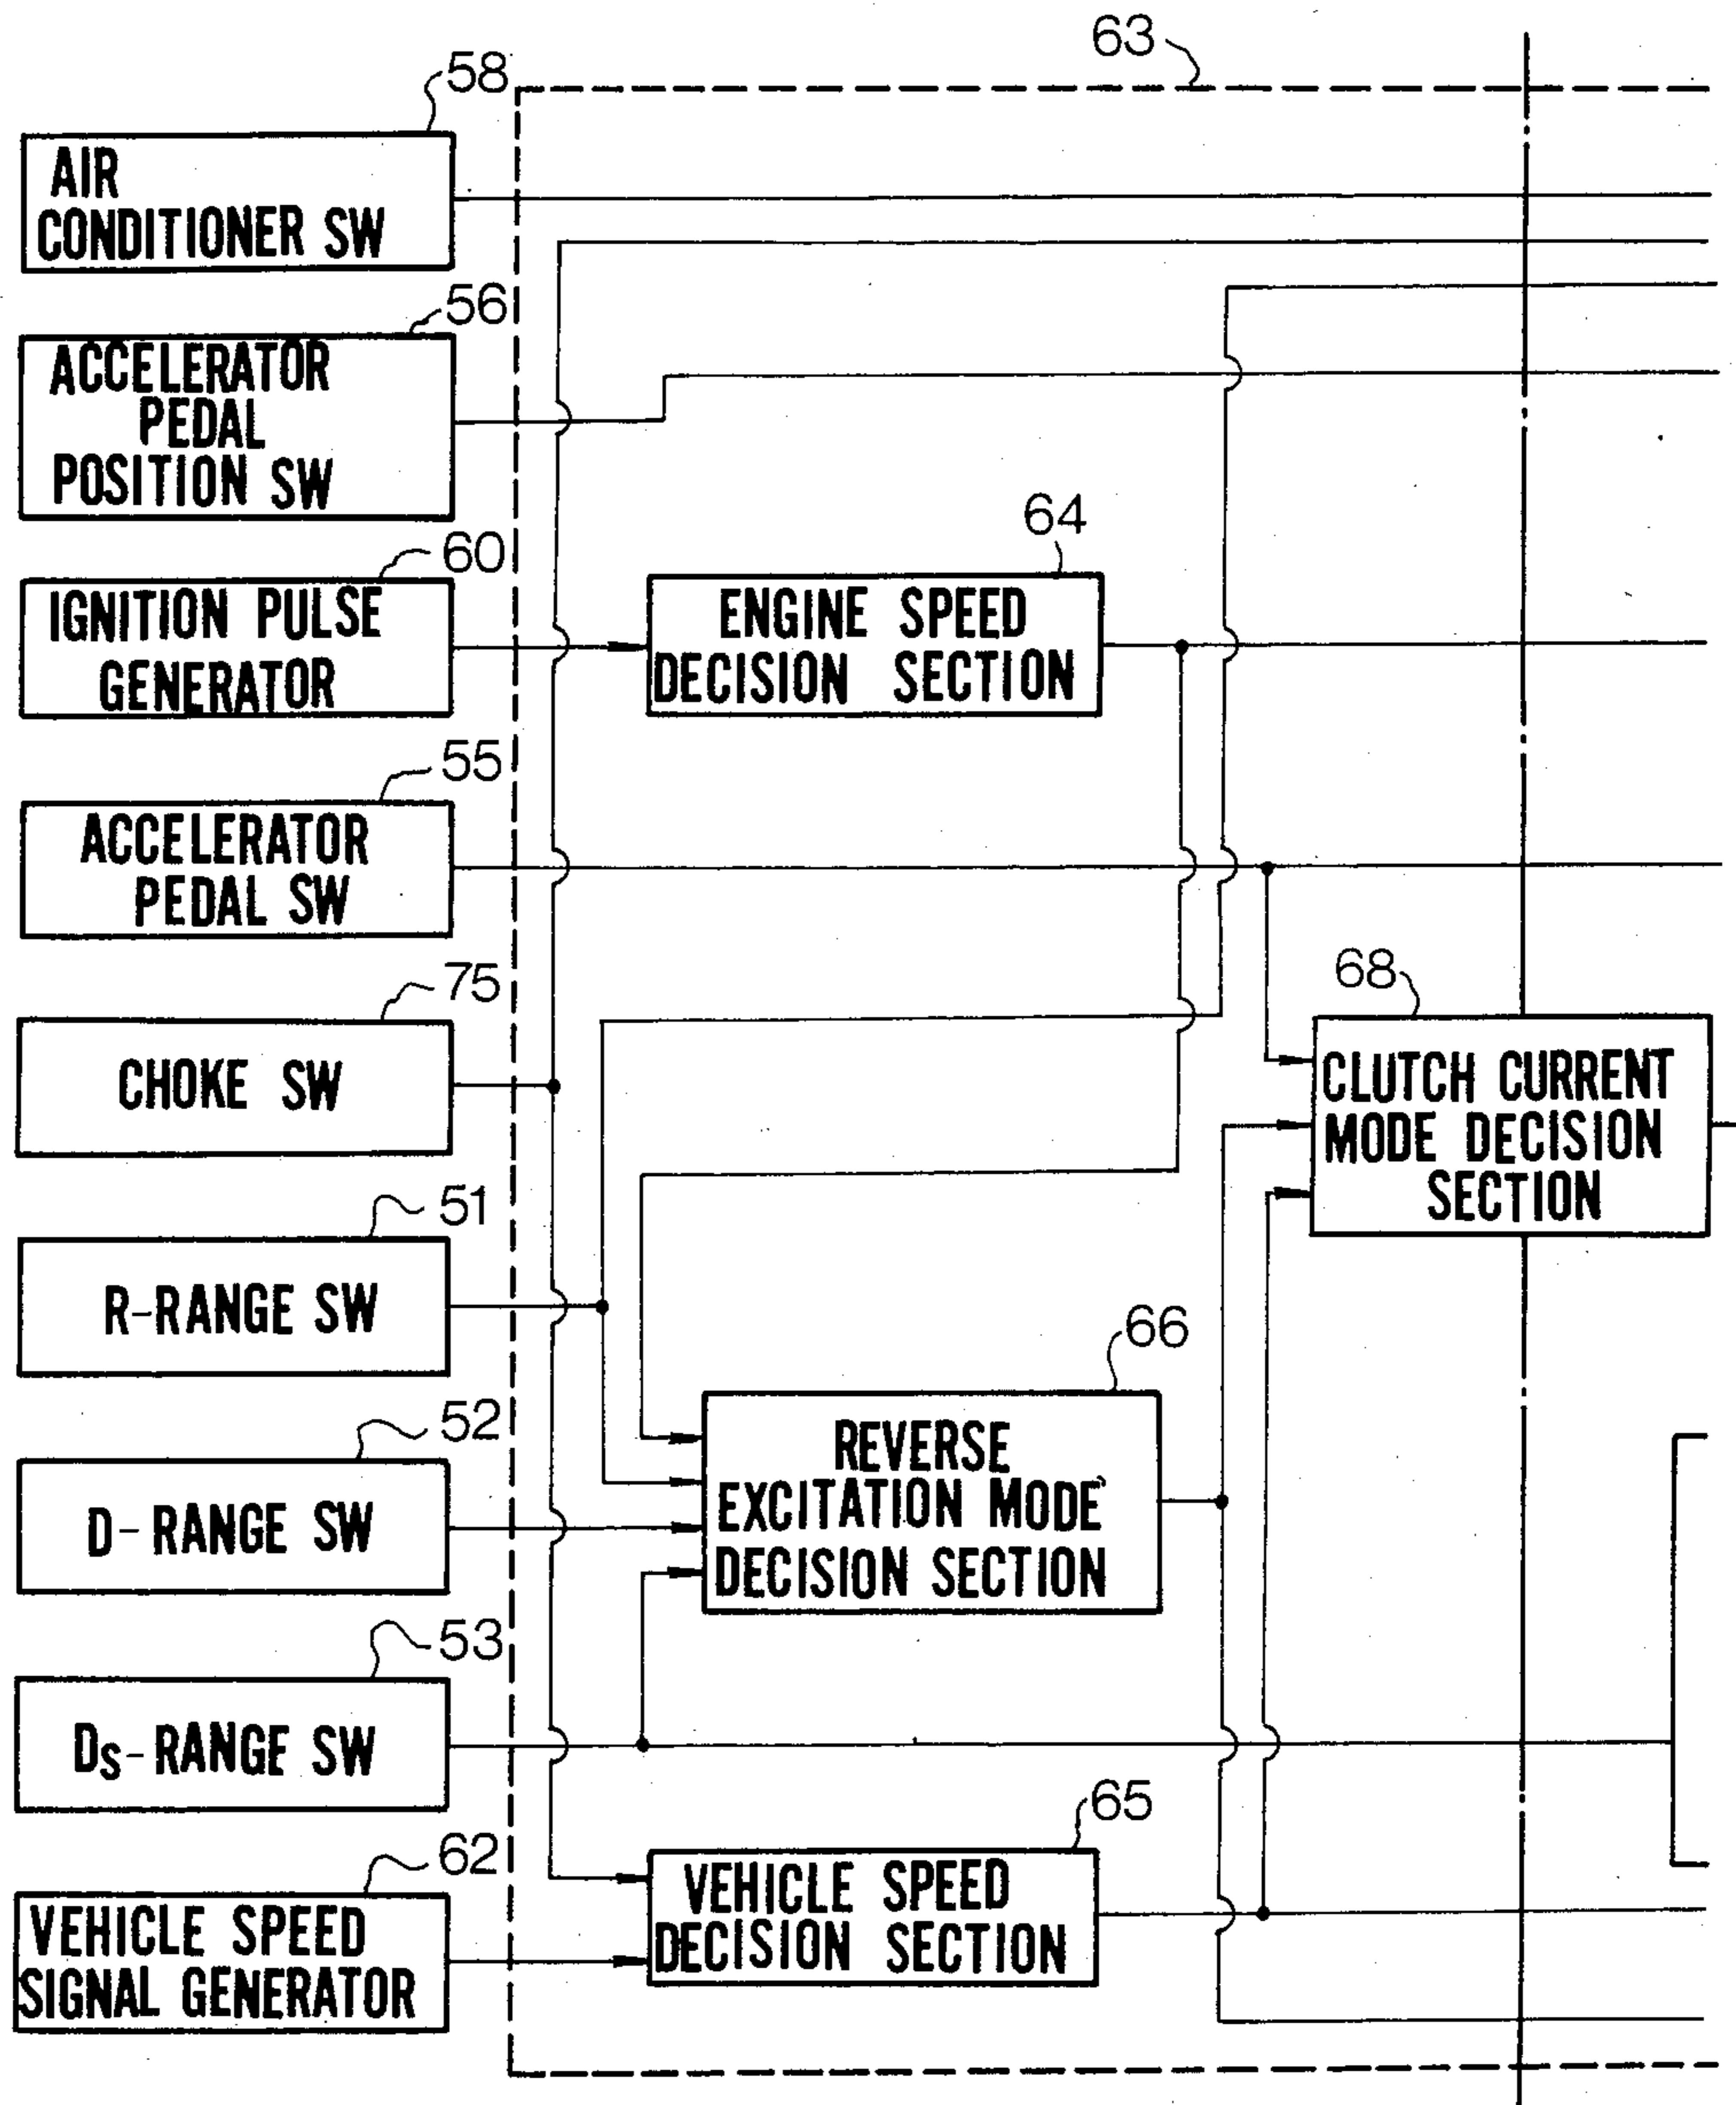 63
58
AIR
CONDITIONER SW
56
ACCELERATOR
PEDAL
POSITION SW
64
60
IGNITION PULSE
GENERATOR
ENGINE SPEED
DECISION SECTION
55
ACCELERATOR
PEDAL SW
75
CHOKE SW
68
CLUTCH CURRENT
MODE DECISION
SECTION
51
R-RANGE SW
66
REVERSE
EXCITATION MODE
DECISION SECTION
52
D-RANGE SW
53
Ds-RANGE SW
65
VEHICLE SPEED
DECISION SECTION
62
VEHICLE SPEED
SIGNAL GENERATOR